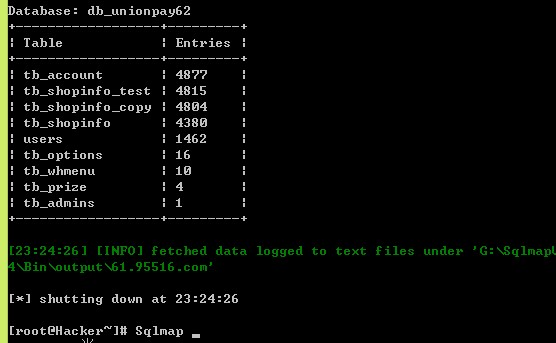 Database: db_unionpay62
+------------------+---------+
| Table            | Entries |
+------------------+---------+
| tb_account       | 4877    |
| tb_shopinfo_test | 4815    |
| tb_shopinfo_copy | 4804    |
| tb_shopinfo      | 4380    |
| users            | 1462    |
| tb_options       | 16      |
| tb_whmenu        | 10      |
| tb_prize         | 4       |
| tb_admins        | 1       |
+------------------+---------+
[23:24:26] [INFO] fetched data logged to text files under 'G:\Sqlmap
4\Bin\output\61.95516.com'
[*] shutting down at 23:24:26
[root@Hacker~]# Sqlmap _